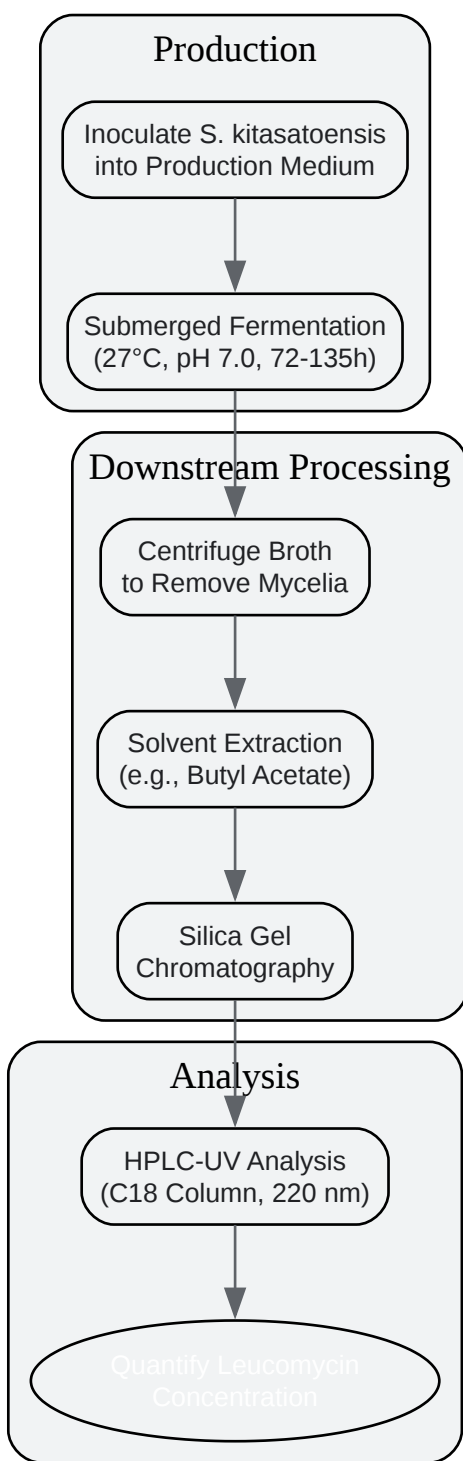 Production
Inoculate S. kitasatoensis
into Production Medium
Submerged Fermentation
(27°C, pH 7.0, 72-135h)
Downstream Processing
Centrifuge Broth
to Remove Mycelia
Solvent Extraction
(e.g., Butyl Acetate)
Silica Gel
Chromatography
Analysis
HPLC-UV Analysis
(C18 Column, 220 nm)
Quantify Leucomycin
Concentration